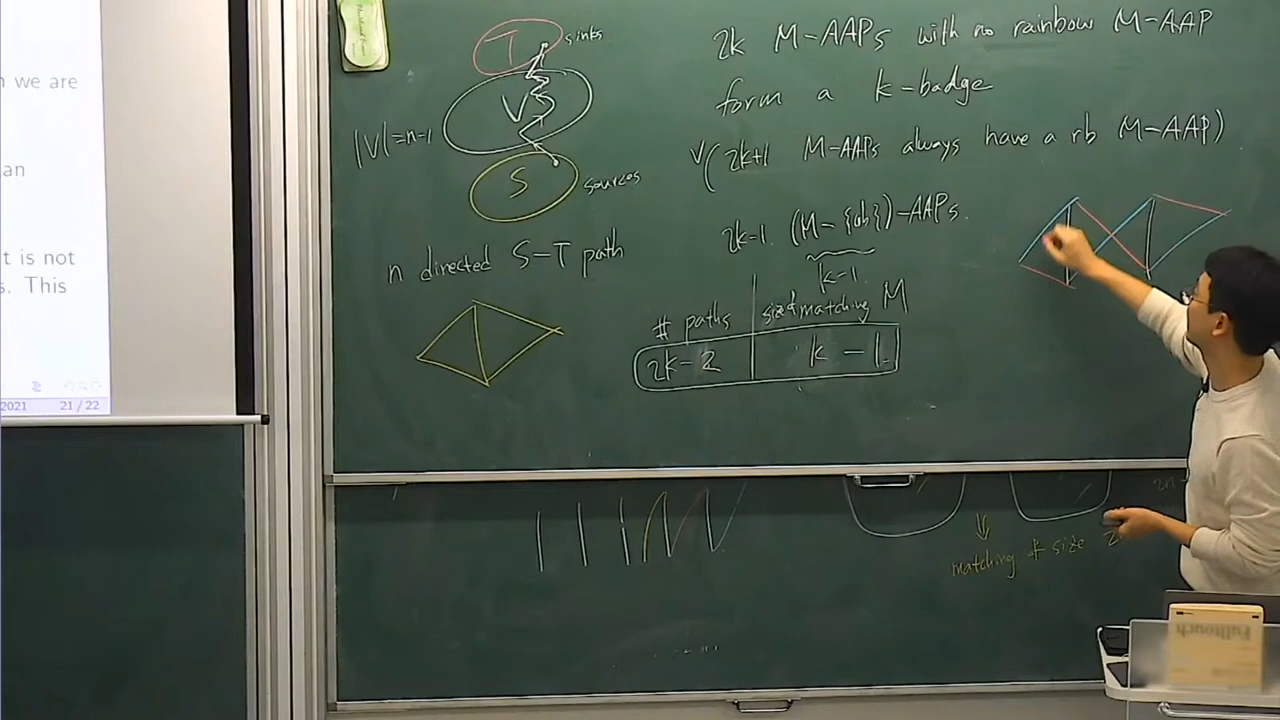 n we are
an
t is not
s. This
2021 21 / 22
T sinks
V
|V|=n-1
S sources
n directed S-T path
2k M-AAPs with no rainbow M-AAP
form a k-badge
(2k+1 M-AAPs always have a rb M-AAP)
2k-1 (M-{ab})-AAPs.
k-1
# paths size of matching M
2k-2 k-1
matching of size 2
Fulltouch